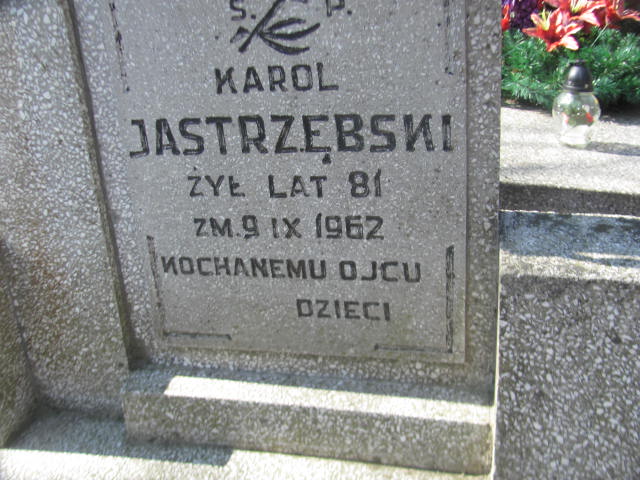 Ś. P.
KAROL
JASTRZĘBSKI
ŻYŁ LAT 81
ZM. 9 IX 1962
KOCHANEMU OJCU
DZIECI